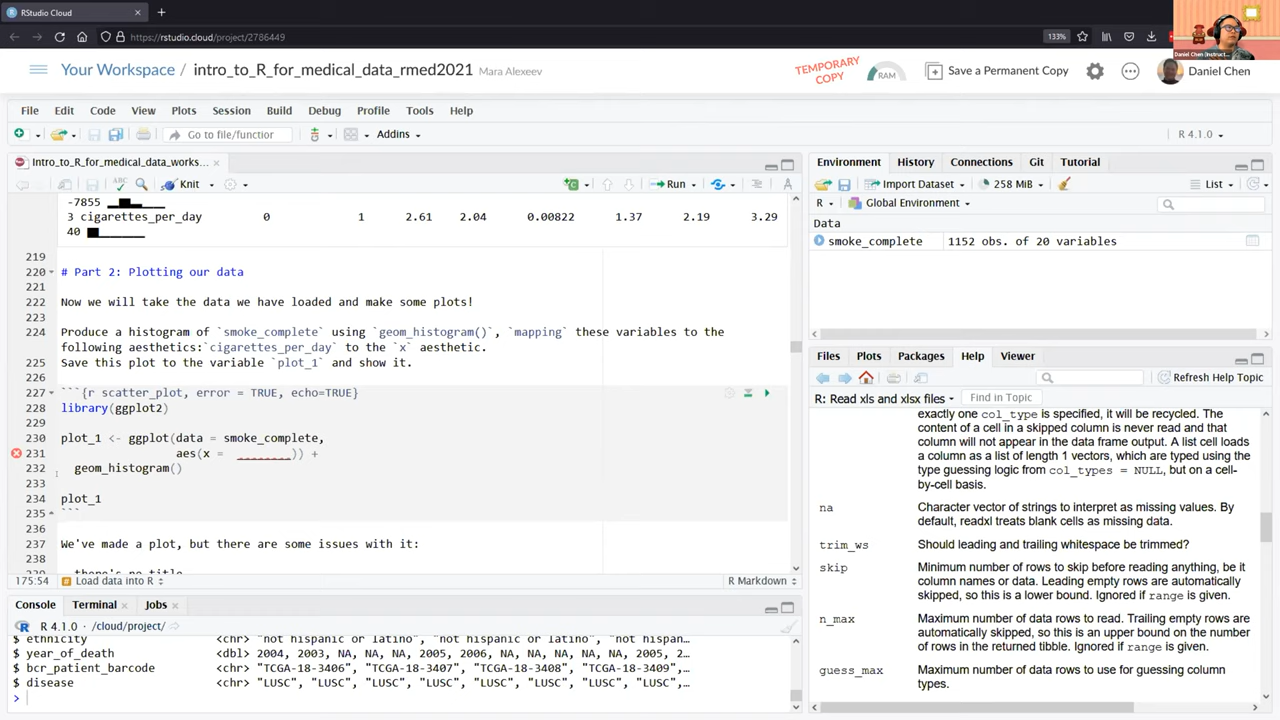 RStudio Cloud
https://rstudio.cloud/project/2786449
133%
Daniel Chen (Instruct...
Your Workspace / intro_to_R_for_medical_data_rmed2021 Mara Alexeev
TEMPORARY COPY
RAM
Save a Permanent Copy
Daniel Chen
File Edit Code View Plots Session Build Debug Profile Tools Help
Go to file/functior
Addins
R 4.1.0
Intro_to_R_for_medical_data_works...
Knit
Run
-7855
3 cigarettes_per_day 0 1 2.61 2.04 0.00822 1.37 2.19 3.29
40
219
220 # Part 2: Plotting our data
221
222 Now we will take the data we have loaded and make some plots!
223
224 Produce a histogram of `smoke_complete` using `geom_histogram()`, `mapping` these variables to the
following aesthetics:`cigarettes_per_day` to the `x` aesthetic.
225 Save this plot to the variable `plot_1` and show it.
226
227 ```{r scatter_plot, error = TRUE, echo=TRUE}
228 library(ggplot2)
229
230 plot_1 <- ggplot(data = smoke_complete,
231 aes(x = ________)) +
232 geom_histogram()
233
234 plot_1
235 ```
236
237 We've made a plot, but there are some issues with it:
238
there's no title
175:54 Load data into R
R Markdown
Console Terminal Jobs
R 4.1.0 · /cloud/project/
$ ethnicity <chr> "not hispanic or latino", "not hispanic or latino", "not hispan…
$ year_of_death <dbl> 2004, 2003, NA, NA, 2005, 2006, NA, NA, NA, NA, NA, 2005, 2…
$ bcr_patient_barcode <chr> "TCGA-18-3406", "TCGA-18-3407", "TCGA-18-3408", "TCGA-18-3409",…
$ disease <chr> "LUSC", "LUSC", "LUSC", "LUSC", "LUSC", "LUSC", "LUSC", "LUSC",…
>
Environment History Connections Git Tutorial
Import Dataset
258 MiB
List
R
Global Environment
Data
smoke_complete 1152 obs. of 20 variables
Files Plots Packages Help Viewer
Refresh Help Topic
R: Read xls and xlsx files
Find in Topic
exactly one col_type is specified, it will be recycled. The
content of a cell in a skipped column is never read and that
column will not appear in the data frame output. A list cell loads
a column as a list of length 1 vectors, which are typed using the
type guessing logic from col_types = NULL, but on a cell-
by-cell basis.
na Character vector of strings to interpret as missing values. By
default, readxl treats blank cells as missing data.
trim_ws Should leading and trailing whitespace be trimmed?
skip Minimum number of rows to skip before reading anything, be it
column names or data. Leading empty rows are automatically
skipped, so this is a lower bound. Ignored if range is given.
n_max Maximum number of data rows to read. Trailing empty rows are
automatically skipped, so this is an upper bound on the number
of rows in the returned tibble. Ignored if range is given.
guess_max Maximum number of data rows to use for guessing column
types.